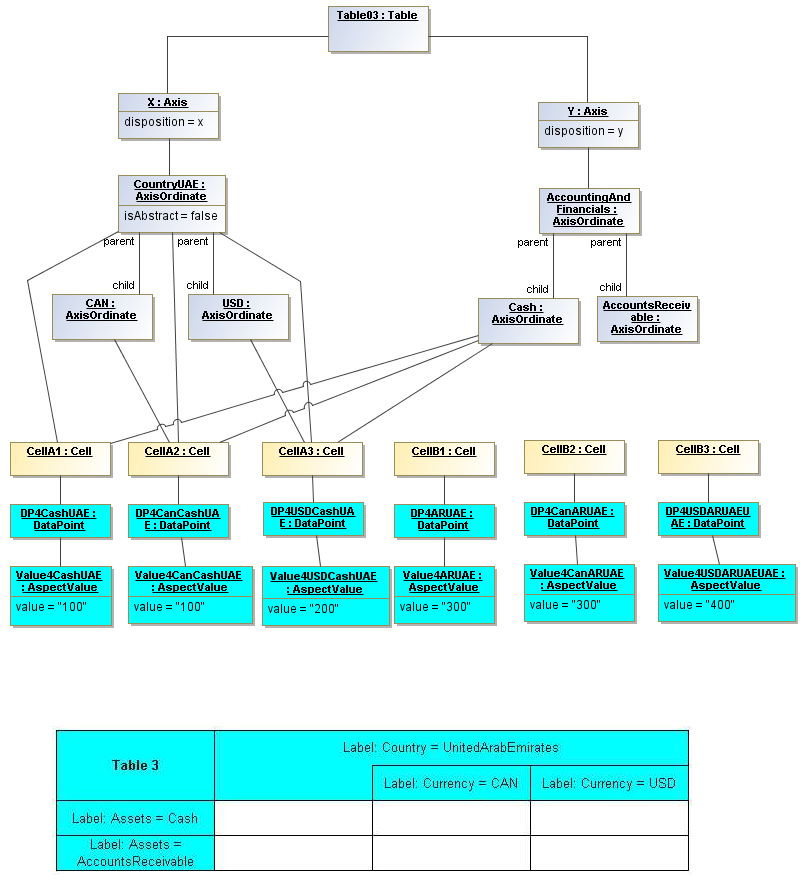 Table03 : Table
X : Axis
disposition = x
Y : Axis
disposition = y
CountryUAE :
AxisOrdinate
isAbstract = false
AccountingAnd
Financials :
AxisOrdinate
parent
parent
parent
parent
child
child
child
child
CAN :
AxisOrdinate
USD :
AxisOrdinate
Cash :
AxisOrdinate
AccountsReceiv
able :
AxisOrdinate
CellA1 : Cell
CellA2 : Cell
CellA3 : Cell
CellB1 : Cell
CellB2 : Cell
CellB3 : Cell
DP4CashUAE :
DataPoint
DP4CanCashUA
E : DataPoint
DP4USDCashUA
E : DataPoint
DP4ARUAE :
DataPoint
DP4CanARUAE :
DataPoint
DP4USDARUAEU
AE : DataPoint
Value4CashUAE
: AspectValue
value = "100"
Value4CanCashUAE
: AspectValue
value = "100"
Value4USDCashUAE
: AspectValue
value = "200"
Value4ARUAE :
AspectValue
value = "300"
Value4CanARUAE :
AspectValue
value = "300"
Value4USDARUAEUAE :
AspectValue
value = "400"
Table 3
Label: Country = UnitedArabEmirates
Label: Currency = CAN
Label: Currency = USD
Label: Assets = Cash
Label: Assets =
AccountsReceivable